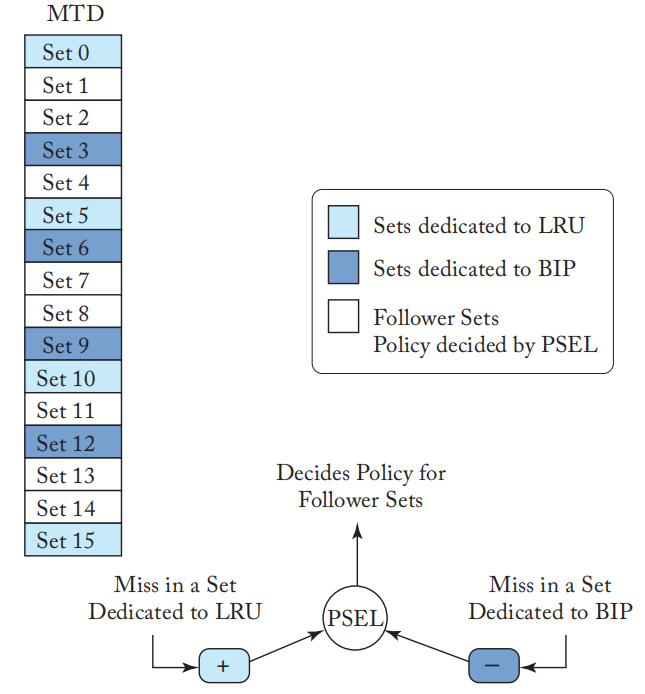 MTD
Set 0
Set 1
Set 2
Set 3
Set 4
Set 5
Set 6
Set 7
Set 8
Set 9
Set 10
Set 11
Set 12
Set 13
Set 14
Set 15
Sets dedicated to LRU
Sets dedicated to BIP
Follower Sets
Policy decided by PSEL
Decides Policy for
Follower Sets
Miss in a Set
Dedicated to LRU
+
PSEL
Miss in a Set
Dedicated to BIP
−